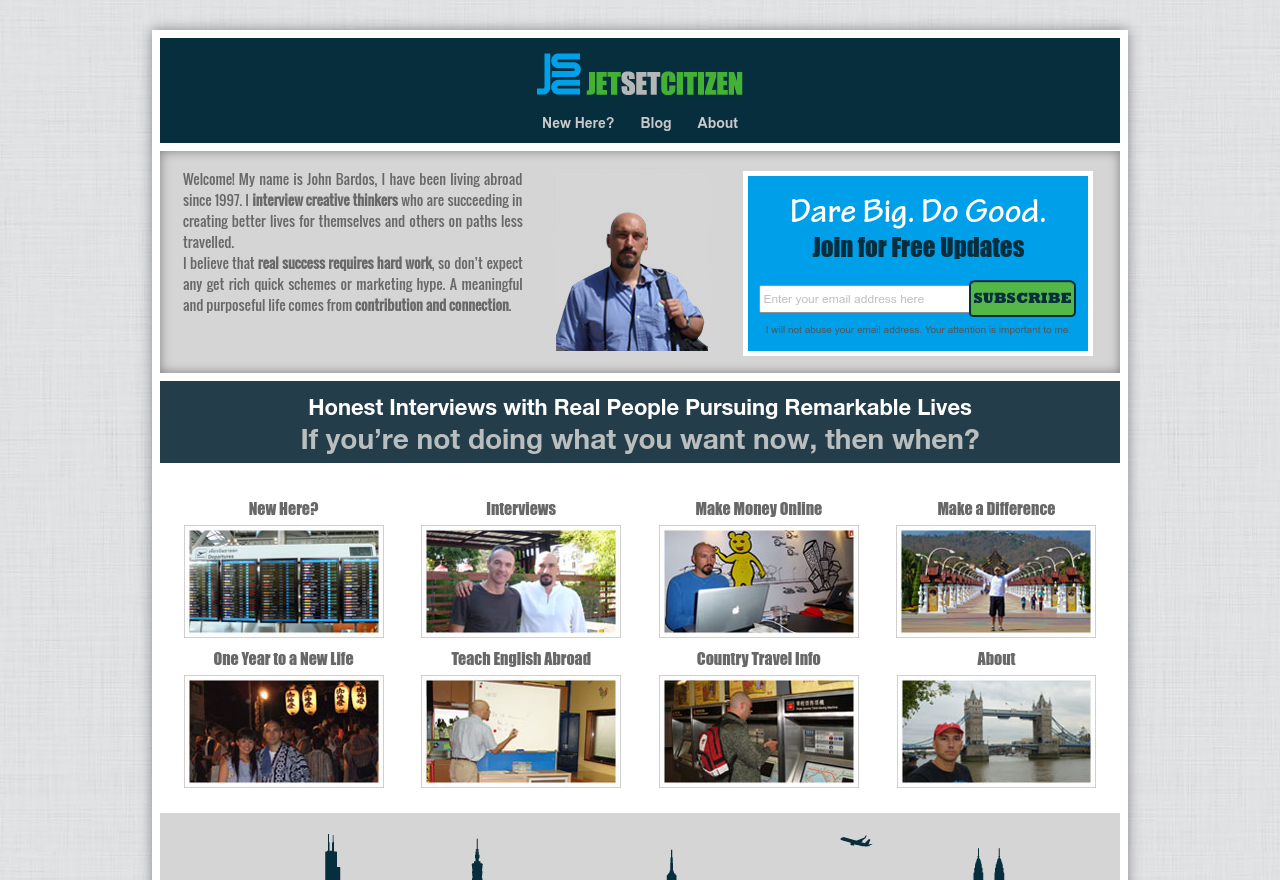 JETSETCITIZEN
New Here? Blog About
Welcome! My name is John Bardos, I have been living abroad
since 1997. I interview creative thinkers who are succeeding in
creating better lives for themselves and others on paths less
travelled.
I believe that real success requires hard work, so don't expect
any get rich quick schemes or marketing hype. A meaningful
and purposeful life comes from contribution and connection.
Dare Big. Do Good.
Join for Free Updates
Enter your email address here
SUBSCRIBE
I will not abuse your email address. Your attention is important to me.
Honest Interviews with Real People Pursuing Remarkable Lives
If you're not doing what you want now, then when?
New Here? Interviews Make Money Online Make a Difference
Departures
One Year to a New Life Teach English Abroad Country Travel Info About